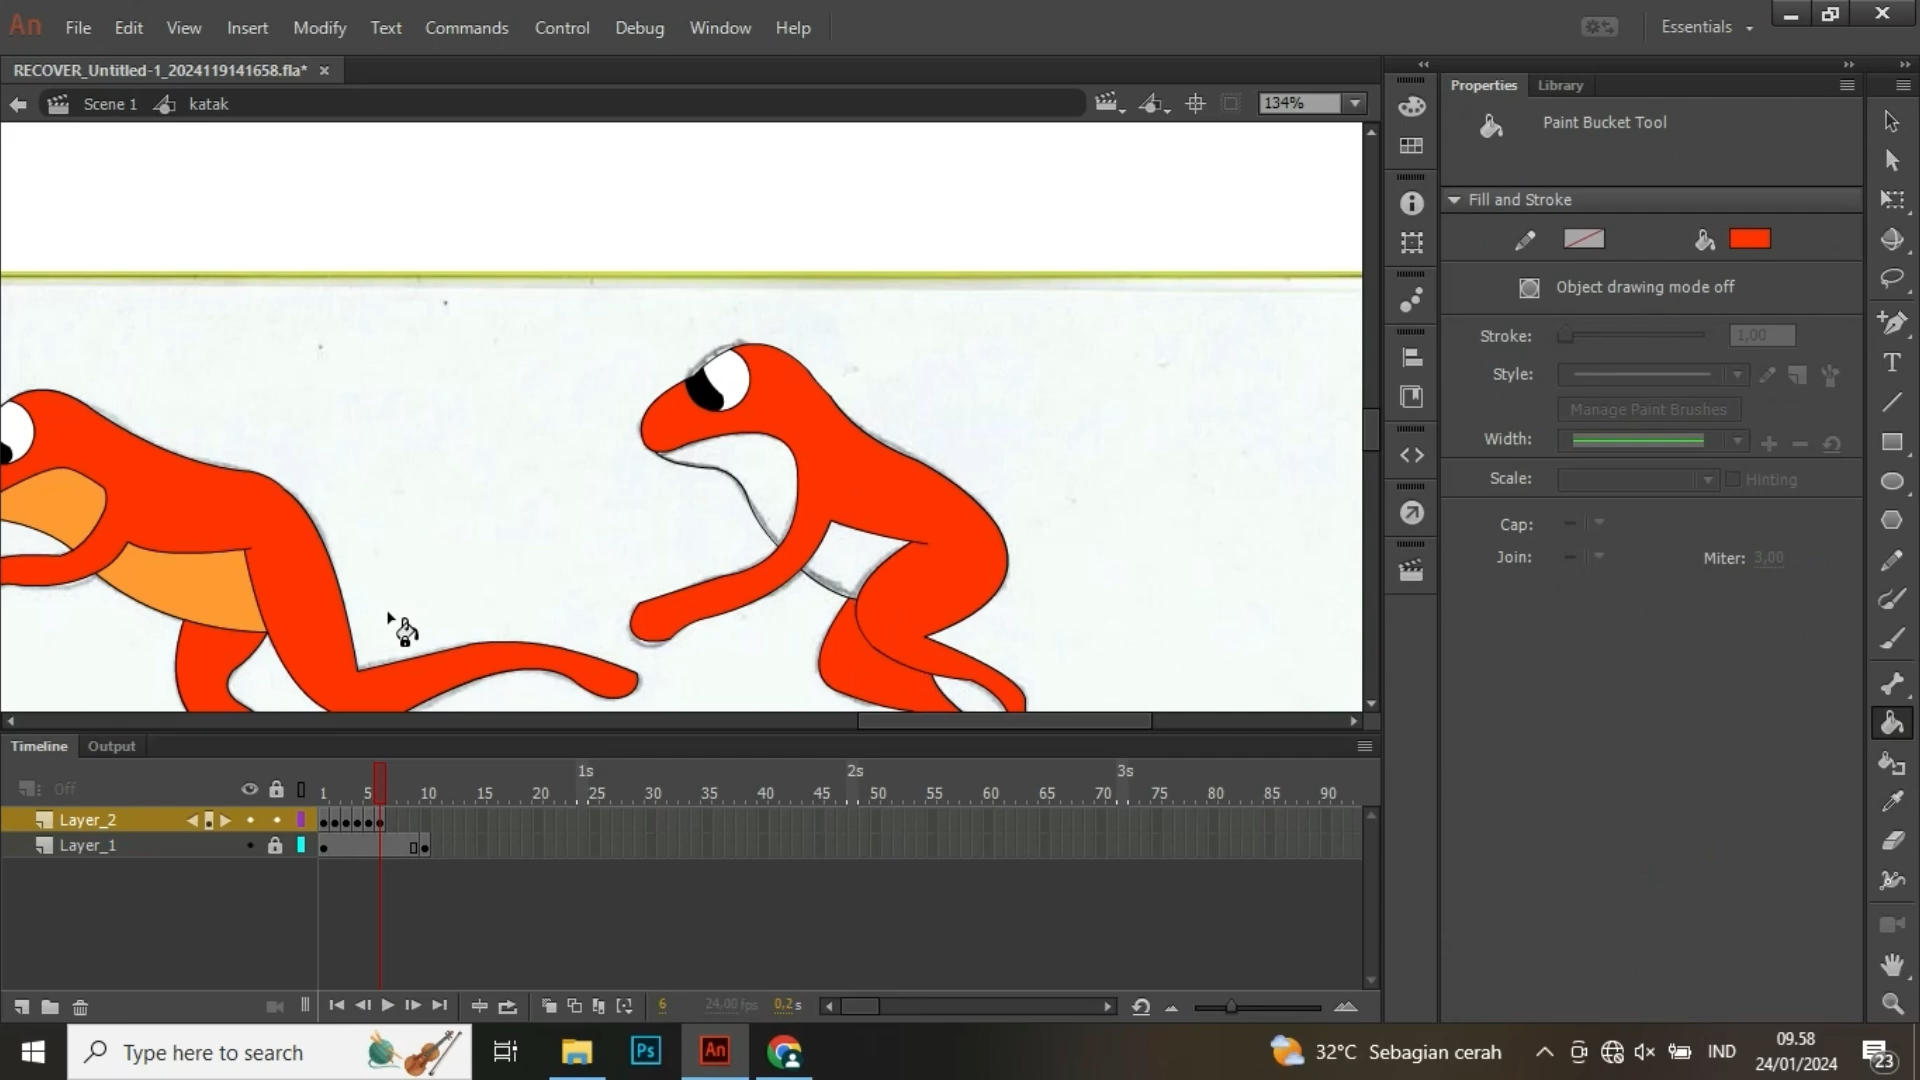 An File Edit View Insert Modify Text Commands Control Debug Window Help Essentials
RECOVER_Untitled-1_2024119141658.fla* ×
Scene 1 katak 134%
Properties Library
Paint Bucket Tool
Fill and Stroke
Object drawing mode off
Stroke: 1,00
Style:
Manage Paint Brushes
Width:
Scale: Hinting
Cap:
Join: Miter: 3,00
Timeline Output
Off 1s 2s 3s
1 5 10 15 20 25 30 35 40 45 50 55 60 65 70 75 80 85 90
Layer_2
Layer_1
6 24,00 fps 0,2 s
Type here to search Ps An 32°C Sebagian cerah IND 09.58
24/01/2024 23